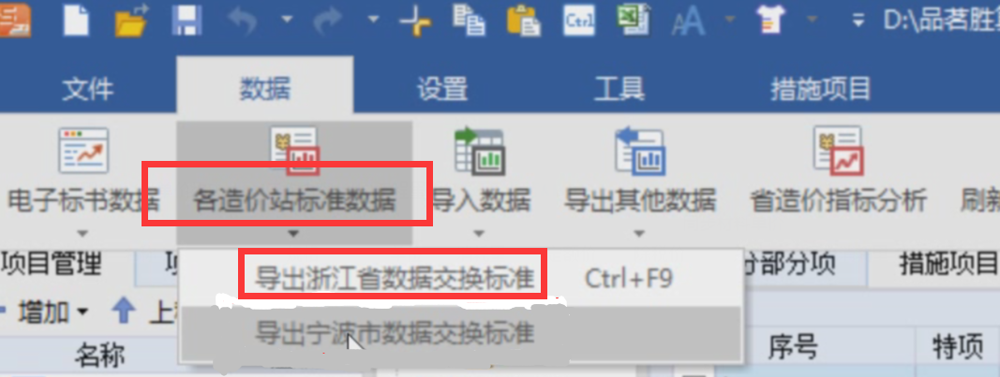 Ctrl D:\品茗胜
文件 数据 设置 工具 措施项目
电子标书数据 各造价站标准数据 导入数据 导出其他数据 省造价指标分析 刷新
项目管理 分部分项 措施项目
导出浙江省数据交换标准 Ctrl+F9
增加 上
导出宁波市数据交换标准
名称 序号 特项